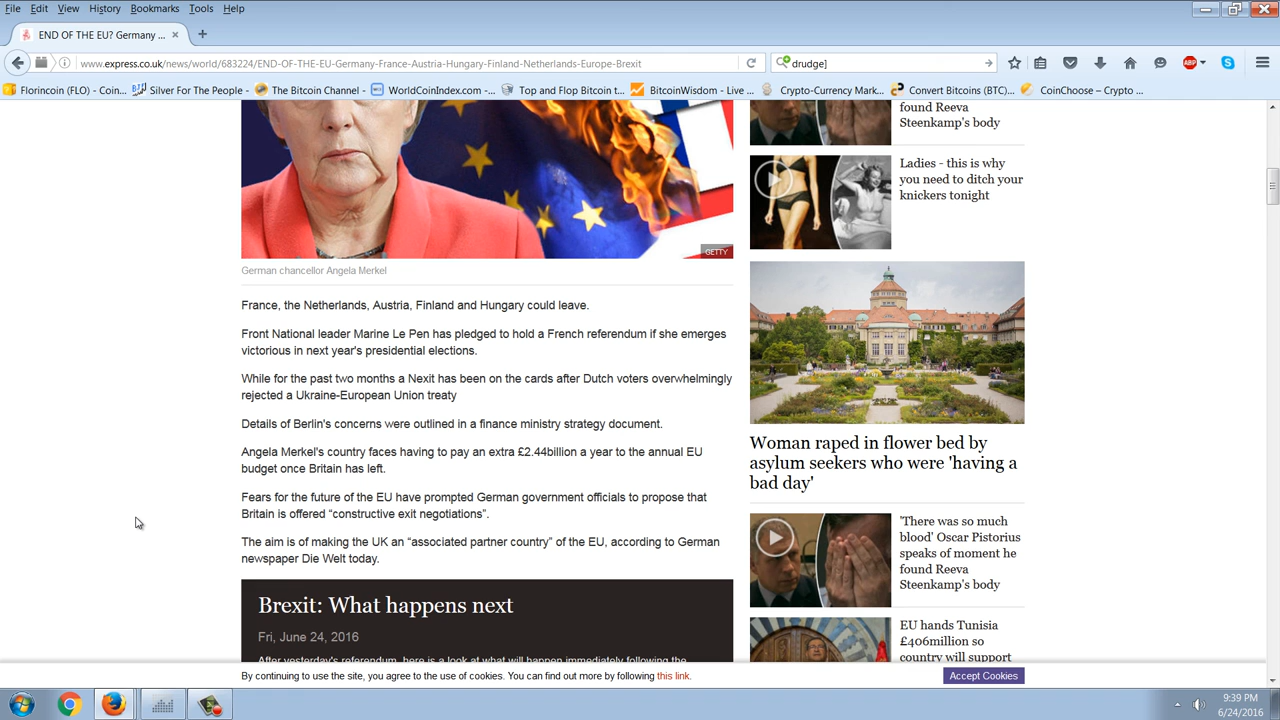 File Edit View History Bookmarks Tools Help
END OF THE EU? Germany ... × +
www.express.co.uk/news/world/683224/END-OF-THE-EU-Germany-France-Austria-Hungary-Finland-Netherlands-Europe-Brexit
drudge]
ABP
Florincoin (FLO) - Coin... Silver For The People - The Bitcoin Channel - WorldCoinIndex.com -... Top and Flop Bitcoin t... BitcoinWisdom - Live ... Crypto-Currency Mark... Convert Bitcoins (BTC)... CoinChoose – Crypto ...
GETTY
German chancellor Angela Merkel
France, the Netherlands, Austria, Finland and Hungary could leave.
Front National leader Marine Le Pen has pledged to hold a French referendum if she emerges
victorious in next year's presidential elections.
While for the past two months a Nexit has been on the cards after Dutch voters overwhelmingly
rejected a Ukraine-European Union treaty
Details of Berlin's concerns were outlined in a finance ministry strategy document.
Angela Merkel's country faces having to pay an extra £2.44billion a year to the annual EU
budget once Britain has left.
Fears for the future of the EU have prompted German government officials to propose that
Britain is offered “constructive exit negotiations”.
The aim is of making the UK an “associated partner country” of the EU, according to German
newspaper Die Welt today.
Brexit: What happens next
Fri, June 24, 2016
After yesterday's referendum, here is a look at what will happen immediately following the
found Reeva
Steenkamp's body
Ladies - this is why
you need to ditch your
knickers tonight
Woman raped in flower bed by
asylum seekers who were 'having a
bad day'
'There was so much
blood' Oscar Pistorius
speaks of moment he
found Reeva
Steenkamp's body
EU hands Tunisia
£406million so
country will support
By continuing to use the site, you agree to the use of cookies. You can find out more by following this link.
Accept Cookies
9:39 PM
6/24/2016